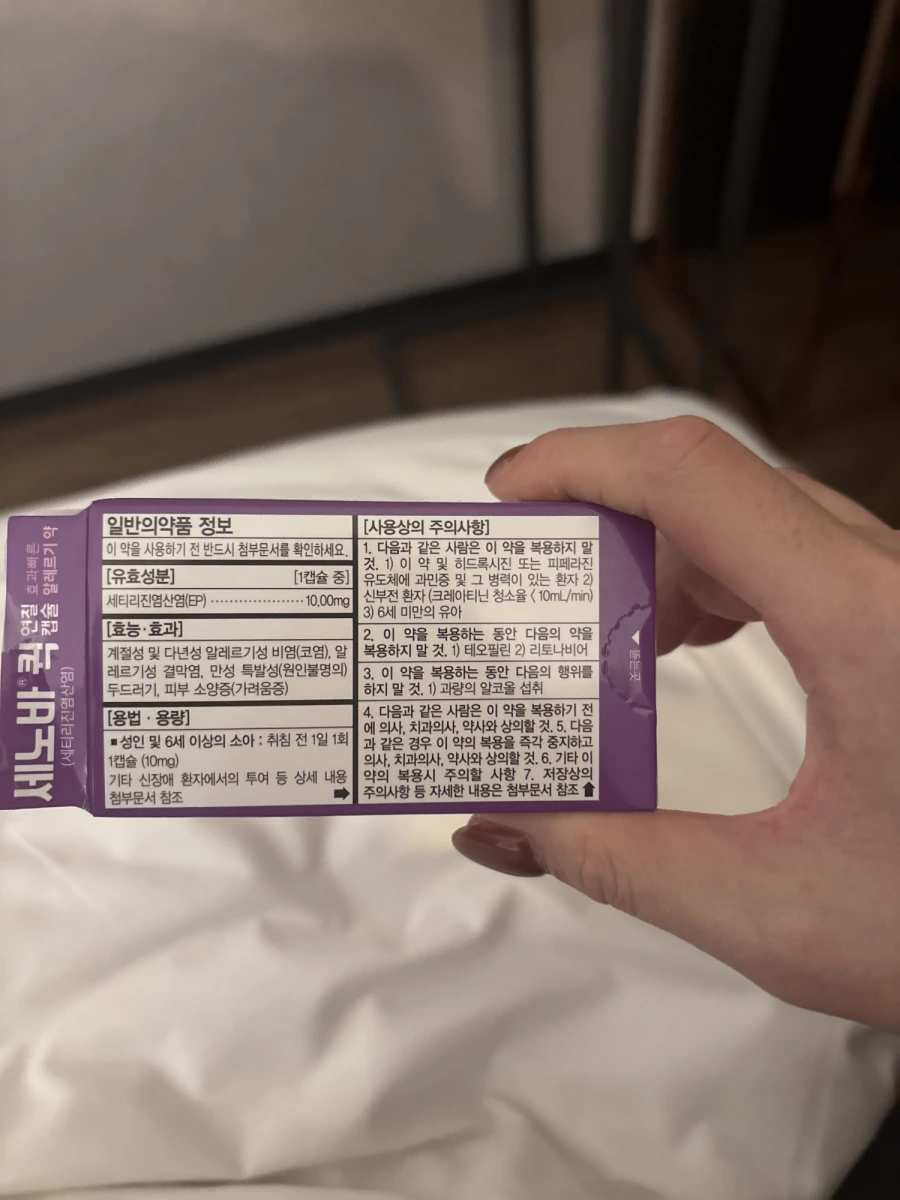 세노바® 퀵 연질캡슐
효과빠른 알레르기 약
(세티리진염산염)
일반의약품 정보
이 약을 사용하기 전 반드시 첨부문서를 확인하세요.
[유효성분] [1캡슐 중]
세티리진염산염(EP) ····················· 10.00mg
[효능·효과]
계절성 및 다년성 알레르기성 비염(코염), 알
레르기성 결막염, 만성 특발성(원인불명의)
두드러기, 피부 소양증(가려움증)
[용법 · 용량]
■ 성인 및 6세 이상의 소아 : 취침 전 1일 1회
1캡슐 (10mg)
기타 신장애 환자에서의 투여 등 상세 내용
첨부문서 참조
[사용상의 주의사항]
1. 다음과 같은 사람은 이 약을 복용하지 말
것. 1) 이 약 및 히드록시진 또는 피페라진
유도체에 과민증 및 그 병력이 있는 환자 2)
신부전 환자 (크레아티닌 청소율 < 10mL/min)
3) 6세 미만의 유아
2. 이 약을 복용하는 동안 다음의 약을
복용하지 말 것. 1) 테오필린 2) 리토나비어
3. 이 약을 복용하는 동안 다음의 행위를
하지 말 것. 1) 과량의 알코올 섭취
4. 다음과 같은 사람은 이 약을 복용하기 전
에 의사, 치과의사, 약사와 상의할 것. 5. 다음
과 같은 경우 이 약의 복용을 즉각 중지하고
의사, 치과의사, 약사와 상의할 것. 6. 기타 이
약의 복용시 주의할 사항 7. 저장상의
주의사항 등 자세한 내용은 첨부문서 참조